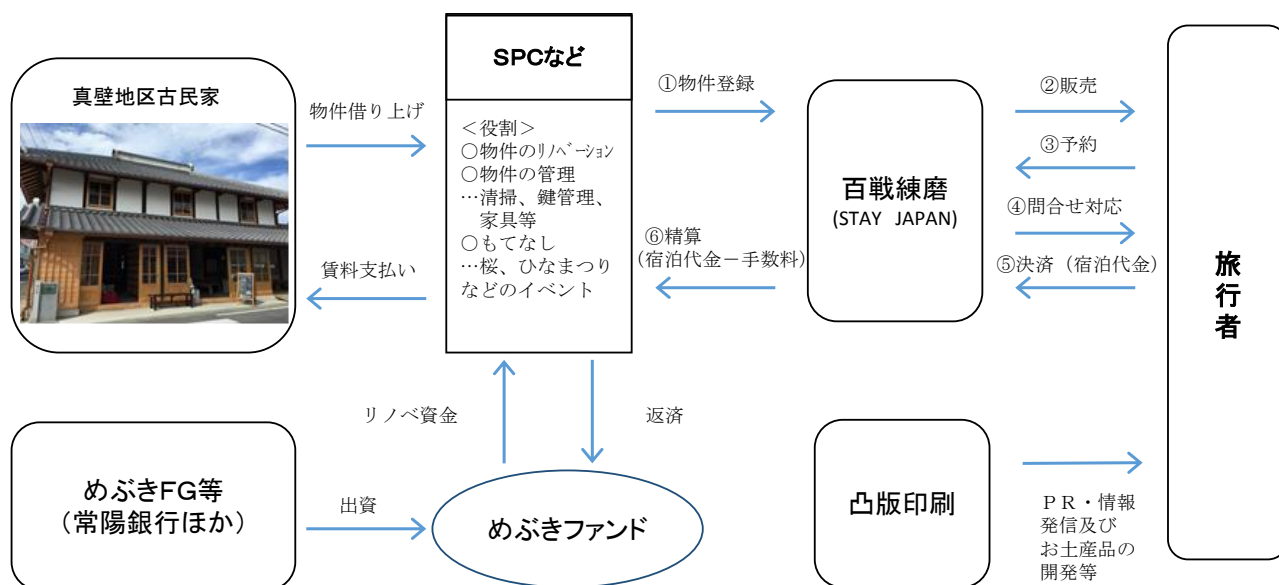 真壁地区古民家
物件借り上げ
賃料支払い
SPCなど
＜役割＞
○物件のﾘﾉﾍﾞｰｼｮﾝ
○物件の管理
…清掃、鍵管理、
家具等
○もてなし
…桜、ひなまつり
などのイベント
①物件登録
⑥精算
(宿泊代金－手数料)
百戦練磨
(STAY JAPAN)
②販売
③予約
④問合せ対応
⑤決済（宿泊代金）
旅
行
者
リノベ資金
返済
めぶきFG等
（常陽銀行ほか）
出資
めぶきファンド
凸版印刷
ＰＲ・情報
発信及び
お土産品の
開発等